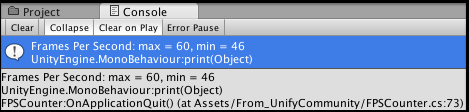 Project
Console
Clear Collapse Clear on Play Error Pause
Frames Per Second: max = 60, min = 46
UnityEngine.MonoBehaviour:print(Object)
Frames Per Second: max = 60, min = 46
UnityEngine.MonoBehaviour:print(Object)
FPSCounter:OnApplicationQuit() (at Assets/From_UnifyCommunity/FPSCounter.cs:73)